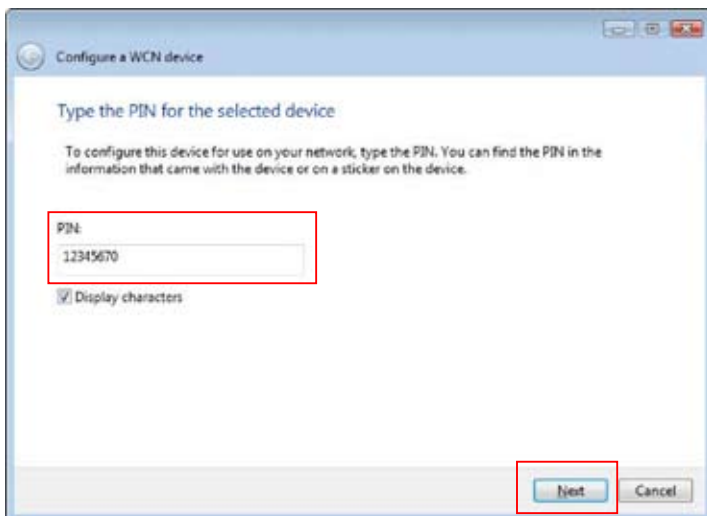 Configure a WCN device
Type the PIN for the selected device
To configure this device for use on your network, type the PIN. You can find the PIN in the
information that came with the device or on a sticker on the device.
PIN:
12345670
Display characters
Next Cancel